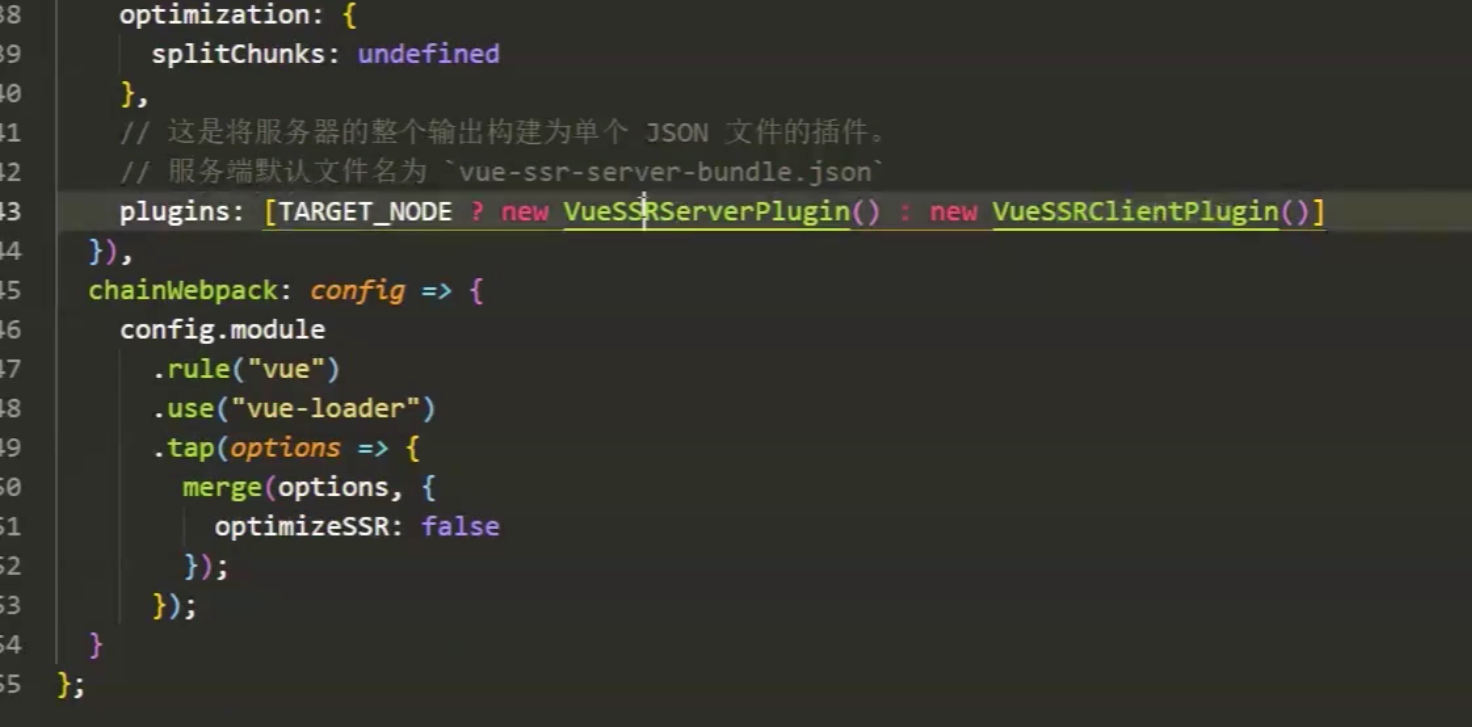 38 optimization: {
39 splitChunks: undefined
40 },
41 // 这是将服务器的整个输出构建为单个 JSON 文件的插件。
42 // 服务端默认文件名为 `vue-ssr-server-bundle.json`
43 plugins: [TARGET_NODE ? new VueSSRServerPlugin() : new VueSSRClientPlugin()]
44 }),
45 chainWebpack: config => {
46 config.module
47 .rule("vue")
48 .use("vue-loader")
49 .tap(options => {
50 merge(options, {
51 optimizeSSR: false
52 });
53 });
54 }
55 };